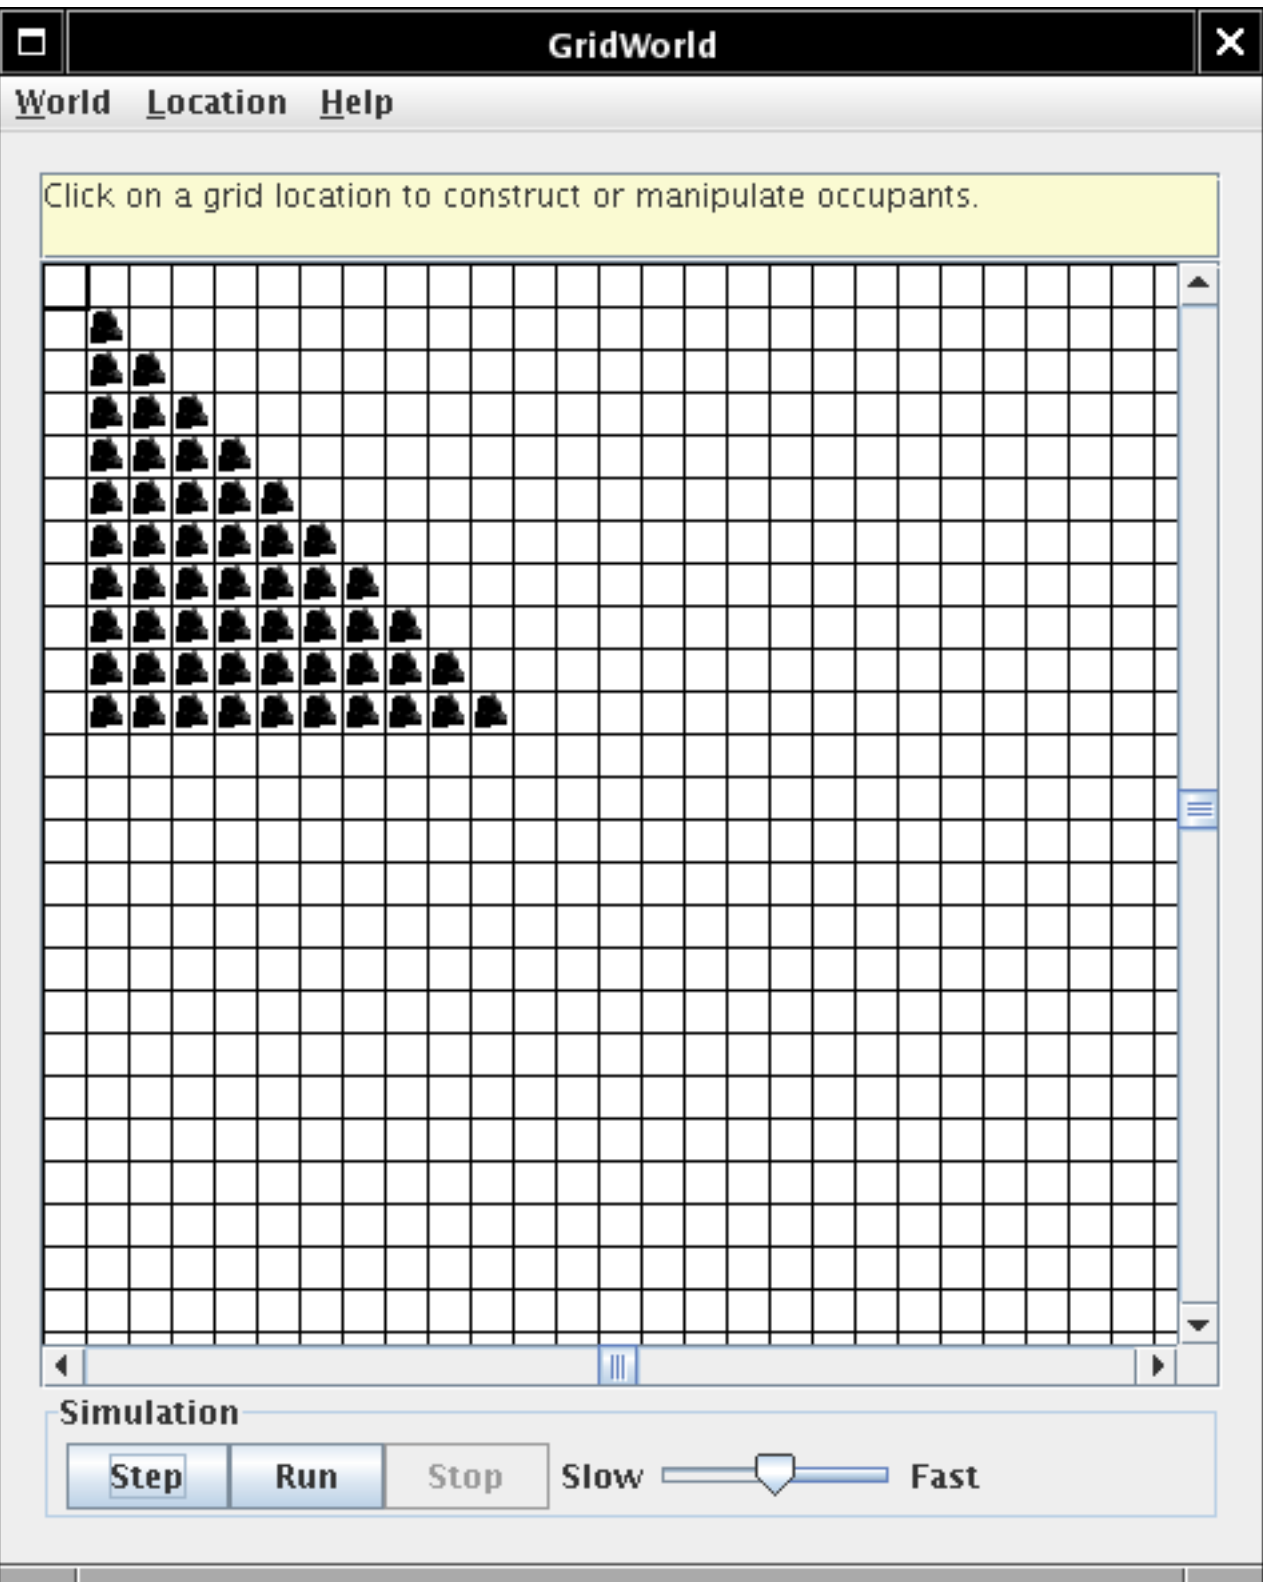 GridWorld
World Location Help
Click on a grid location to construct or manipulate occupants.
Simulation
Step Run Stop Slow Fast